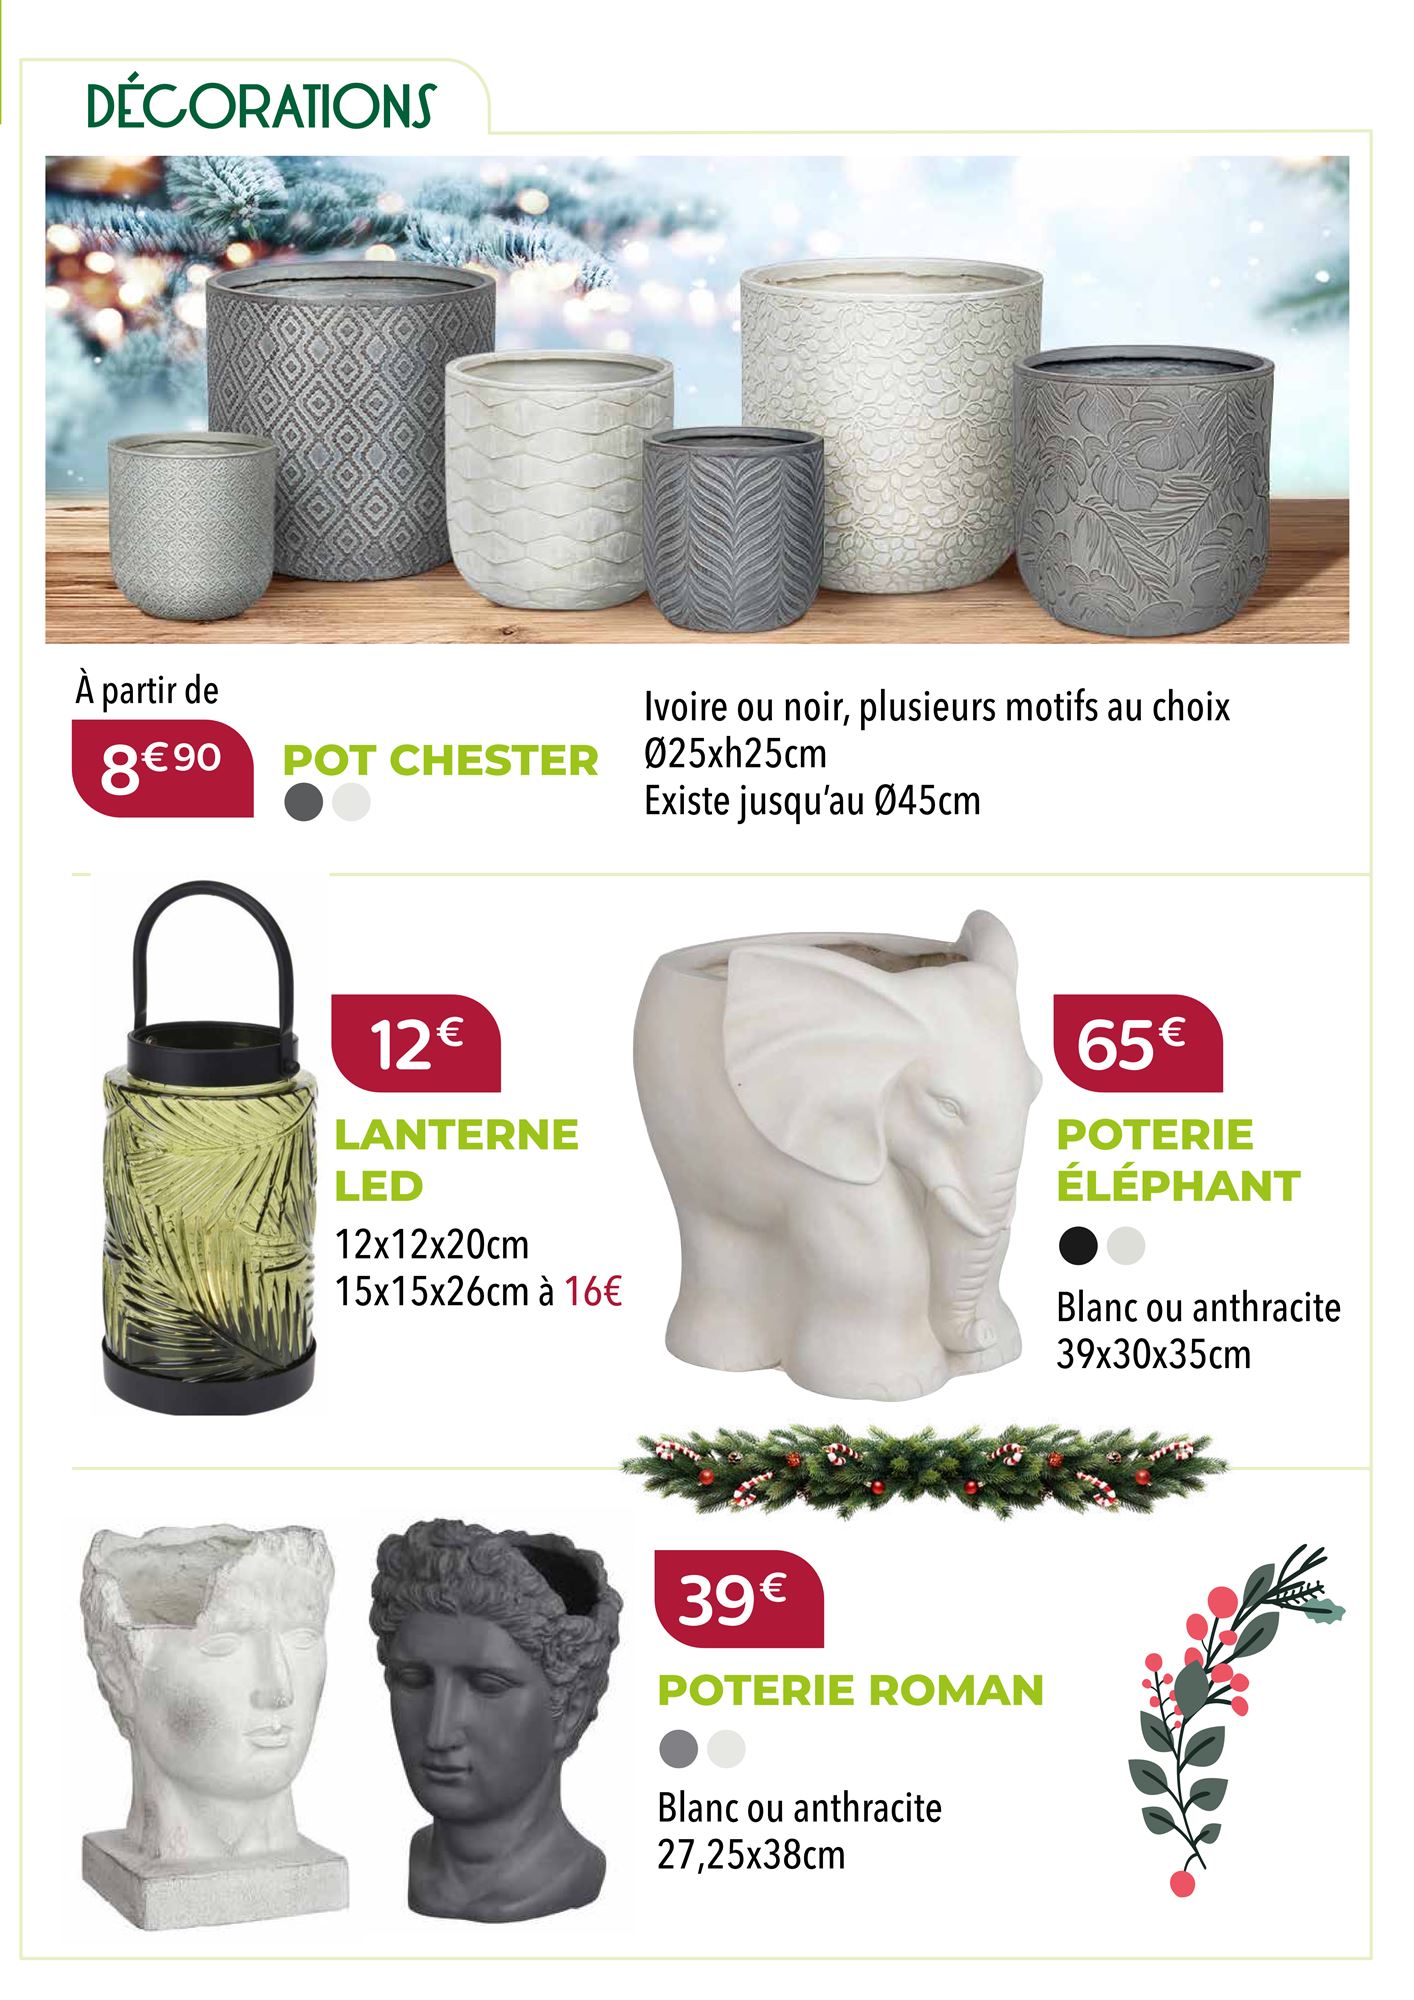 DÉCORATIONS
À partir de
8€90
POT CHESTER
Ivoire ou noir, plusieurs motifs au choix
Ø25xh25cm
Existe jusqu'au Ø45cm
12€
LANTERNE
LED
12x12x20cm
15x15x26cm à 16€
65€
POTERIE
ÉLÉPHANT
Blanc ou anthracite
39x30x35cm
39€
POTERIE ROMAN
Blanc ou anthracite
27,25x38cm